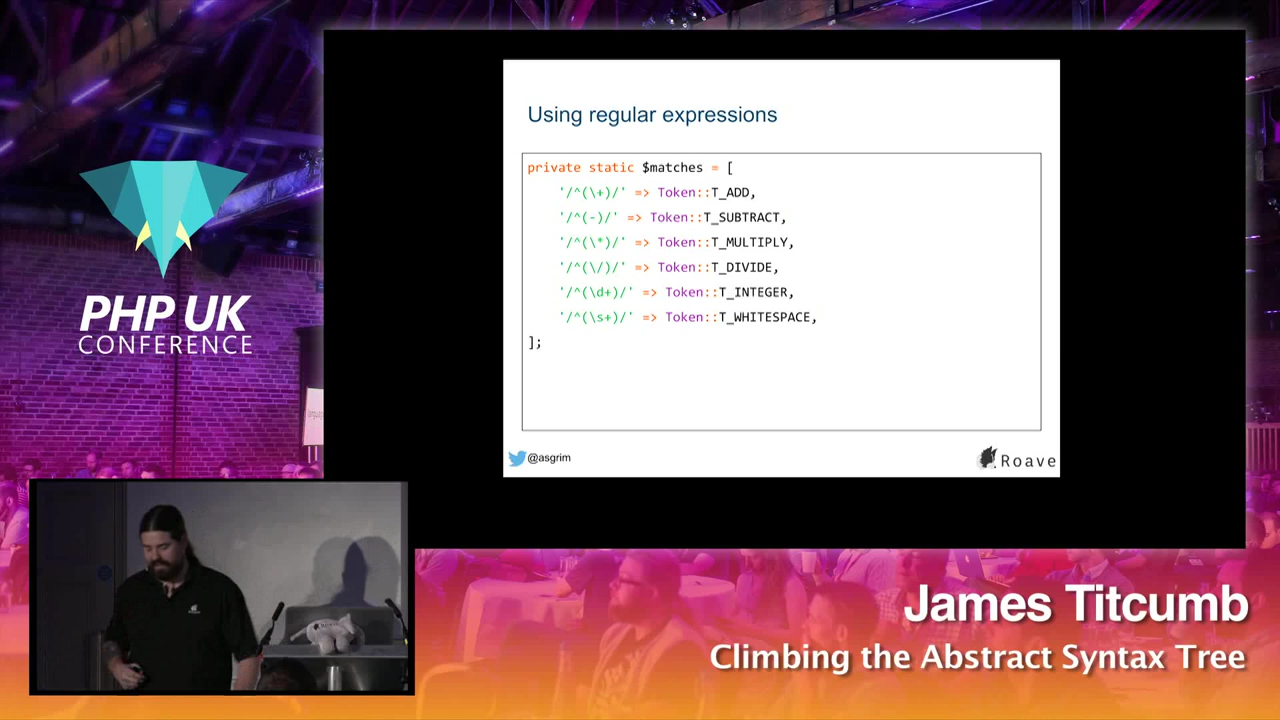 PHP UK
CONFERENCE
Using regular expressions
private static $matches = [
    '/^(\+)/' => Token::T_ADD,
    '/^(-)/' => Token::T_SUBTRACT,
    '/^(\*)/' => Token::T_MULTIPLY,
    '/^(\/)/' => Token::T_DIVIDE,
    '/^(\d+)/' => Token::T_INTEGER,
    '/^(\s+)/' => Token::T_WHITESPACE,
];
@asgrim
Roave
James Titcumb
Climbing the Abstract Syntax Tree